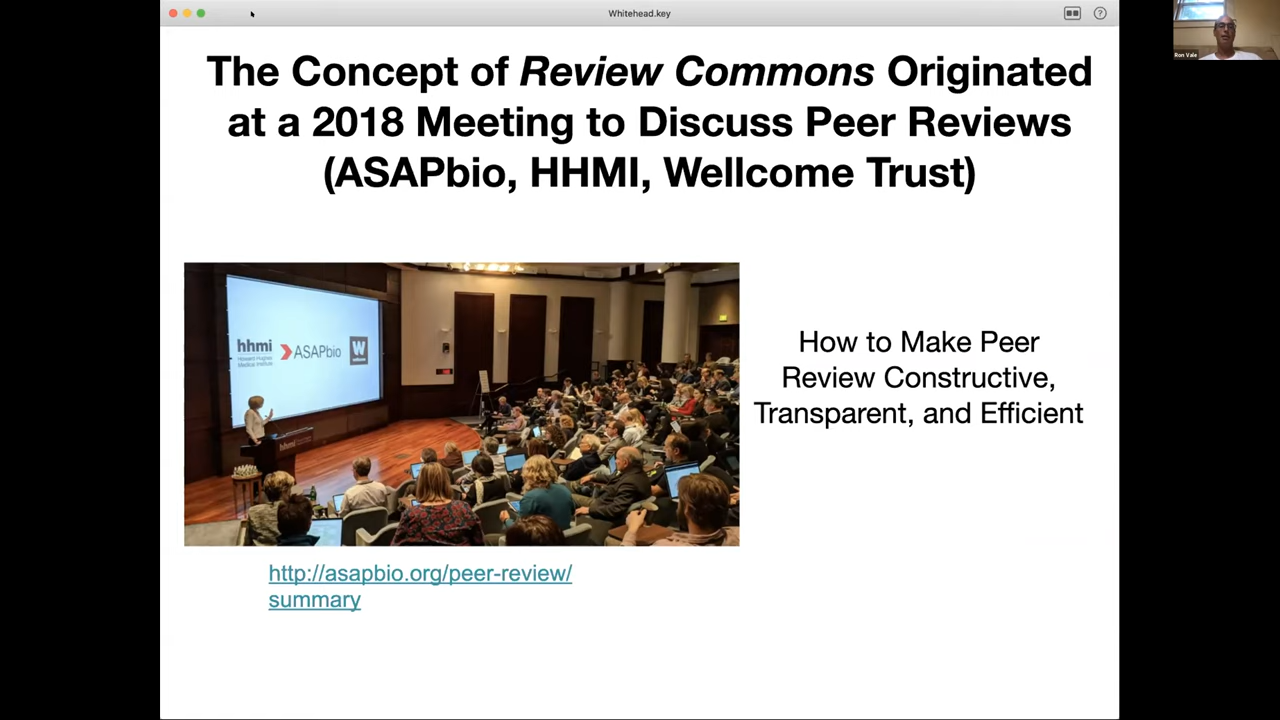 Whitehead.key
Ron Vale
The Concept of Review Commons Originated
at a 2018 Meeting to Discuss Peer Reviews
(ASAPbio, HHMI, Wellcome Trust)
hhmi
Howard Hughes
Medical Institute
ASAPbio
W
wellcome
hhmi
How to Make Peer
Review Constructive,
Transparent, and Efficient
http://asapbio.org/peer-review/
summary